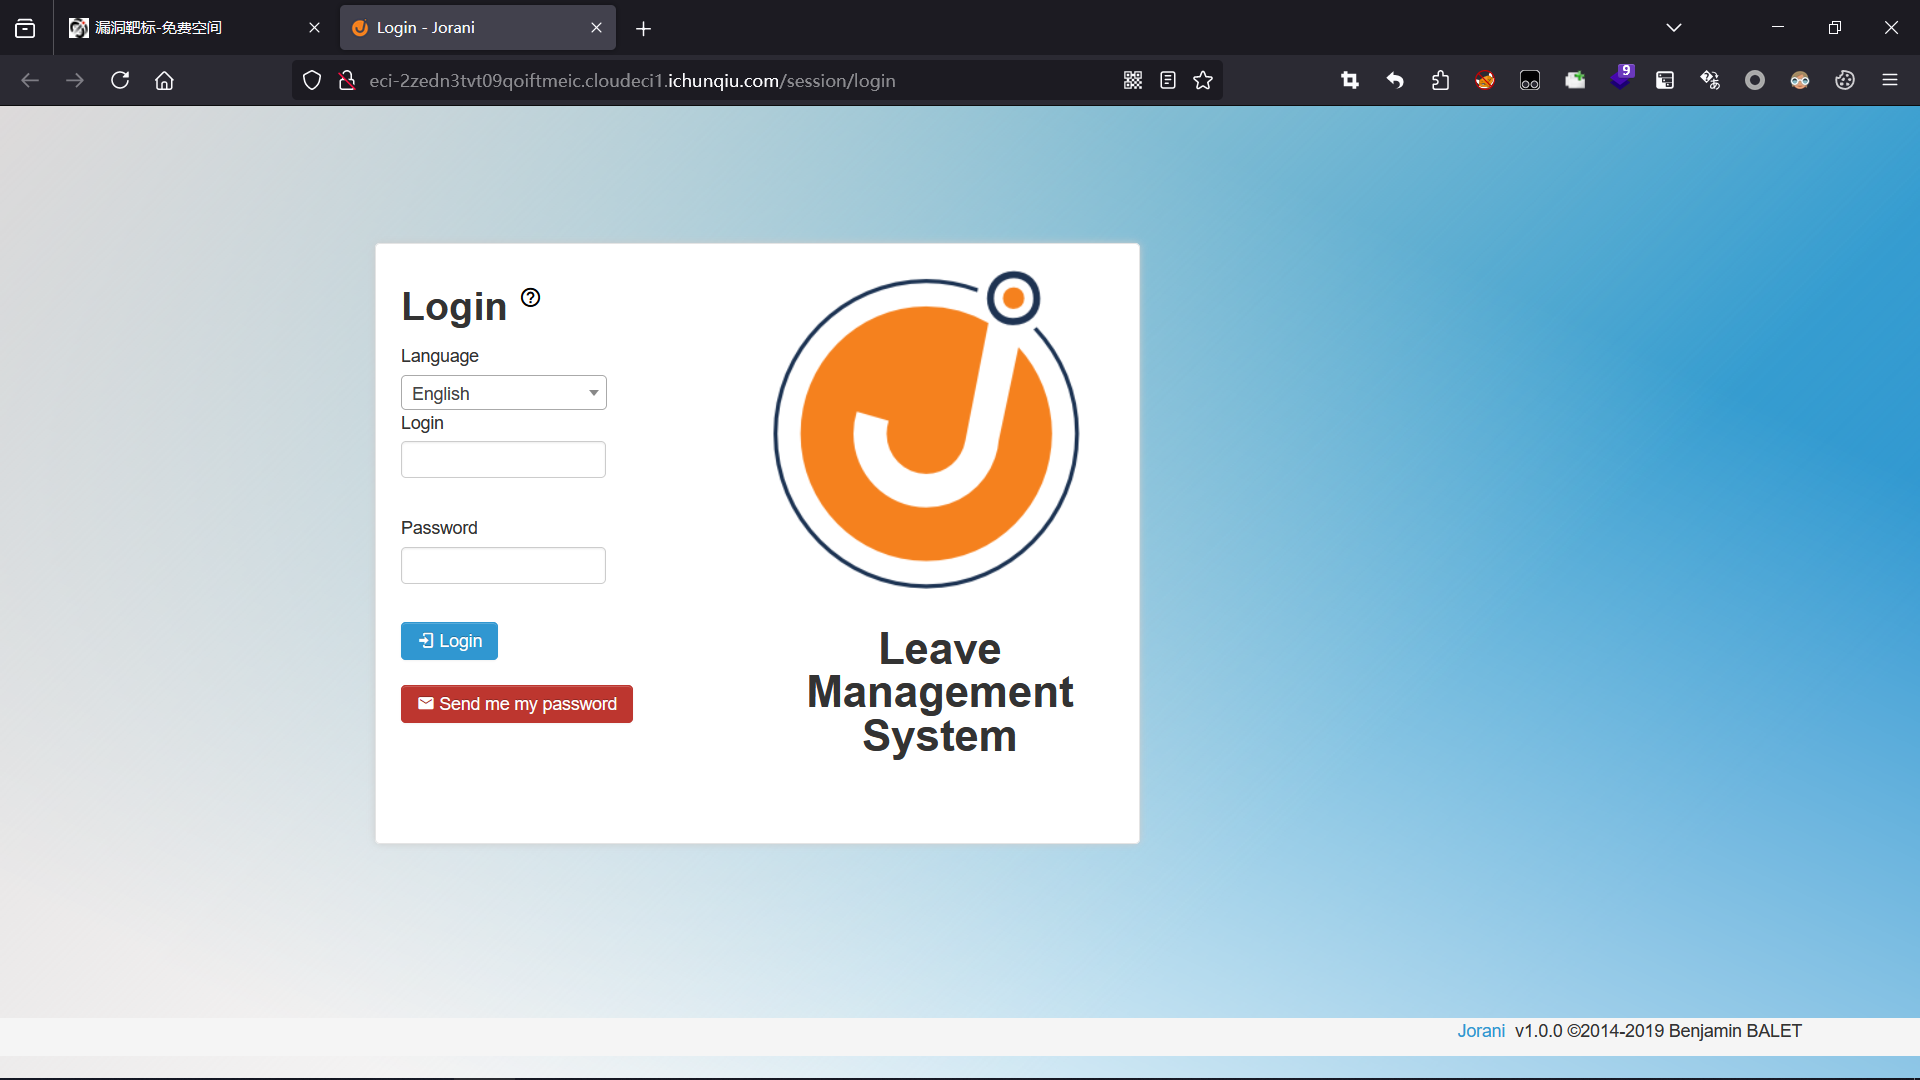 漏洞靶标-免费空间
Login - Jorani
eci-2zedn3tvt09qoiftmeic.cloudeci1.ichunqiu.com/session/login
9
Login
Language
English
Login
Password
Login
Send me my password
Leave
Management
System
Jorani v1.0.0 ©2014-2019 Benjamin BALET